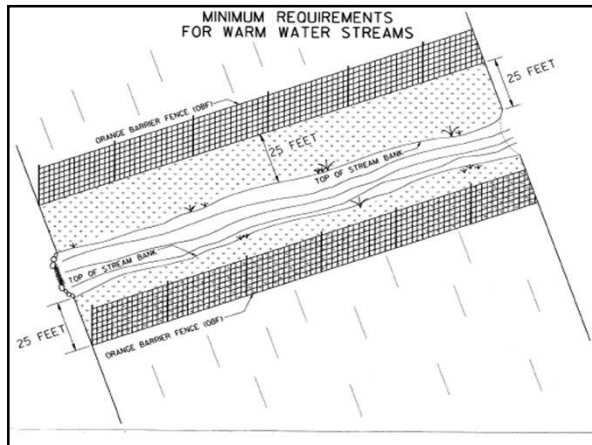 MINIMUM REQUIREMENTS
FOR WARM WATER STREAMS
25 FEET
ORANGE BARRIER FENCE (OBF)
25 FEET
TOP OF STREAM BANK
TOP OF STREAM BANK
25 FEET
ORANGE BARRIER FENCE (OBF)